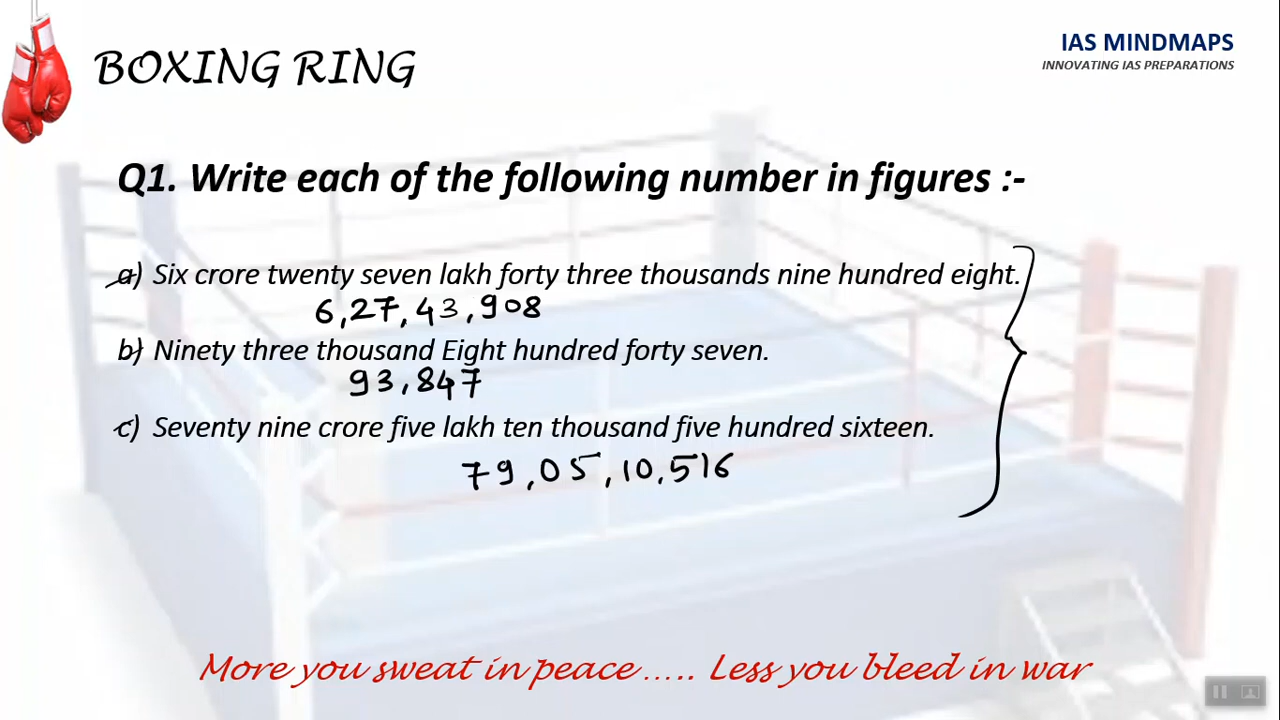 BOXING RING
IAS MINDMAPS
INNOVATING IAS PREPARATIONS
Q1. Write each of the following number in figures :-
a) Six crore twenty seven lakh forty three thousands nine hundred eight.
6,27,43,908
b) Ninety three thousand Eight hundred forty seven.
93,847
c) Seventy nine crore five lakh ten thousand five hundred sixteen.
79,05,10,516
More you sweat in peace ..... Less you bleed in war